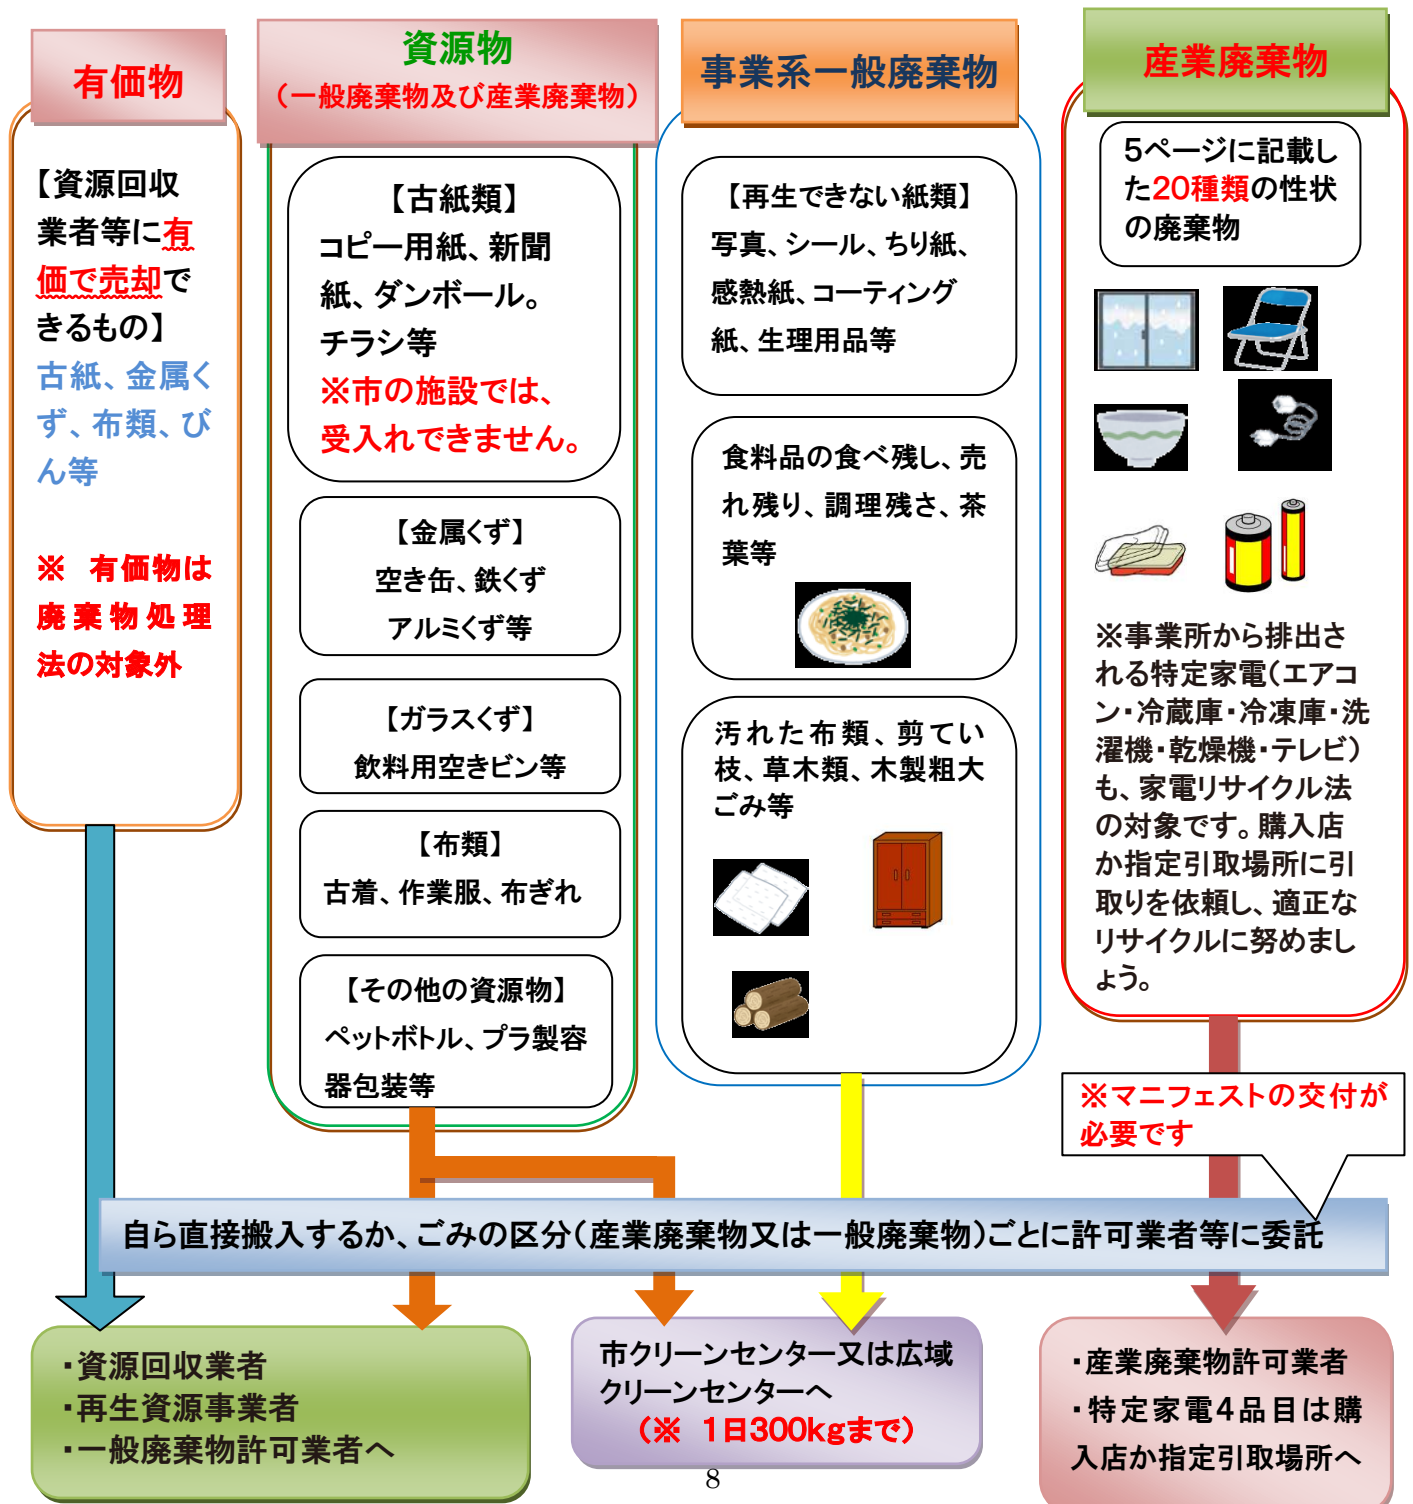 有価物
【資源回収
業者等に有
価で売却で
きるもの】
古紙、金属く
ず、布類、び
ん等
※ 有価物は
廃棄物処理
法の対象外
資源物
（一般廃棄物及び産業廃棄物）
【古紙類】
コピー用紙、新聞
紙、ダンボール。
チラシ等
※市の施設では、
受入れできません。
【金属くず】
空き缶、鉄くず
アルミくず等
【ガラスくず】
飲料用空きビン等
【布類】
古着、作業服、布ぎれ
【その他の資源物】
ペットボトル、プラ製容
器包装等
事業系一般廃棄物
【再生できない紙類】
写真、シール、ちり紙、
感熱紙、コーティング
紙、生理用品等
食料品の食べ残し、売
れ残り、調理残さ、茶
葉等
汚れた布類、剪てい
枝、草木類、木製粗大
ごみ等
産業廃棄物
5ページに記載し
た20種類の性状
の廃棄物
※事業所から排出さ
れる特定家電（エアコ
ン・冷蔵庫・冷凍庫・洗
濯機・乾燥機・テレビ）
も、家電リサイクル法
の対象です。購入店
か指定引取場所に引
取りを依頼し、適正な
リサイクルに努めまし
ょう。
※マニフェストの交付が
必要です
自ら直接搬入するか、ごみの区分（産業廃棄物又は一般廃棄物）ごとに許可業者等に委託
・資源回収業者
・再生資源事業者
・一般廃棄物許可業者へ
市クリーンセンター又は広域
クリーンセンターへ
（※ 1日300kgまで）
・産業廃棄物許可業者
・特定家電4品目は購
入店か指定引取場所へ
8